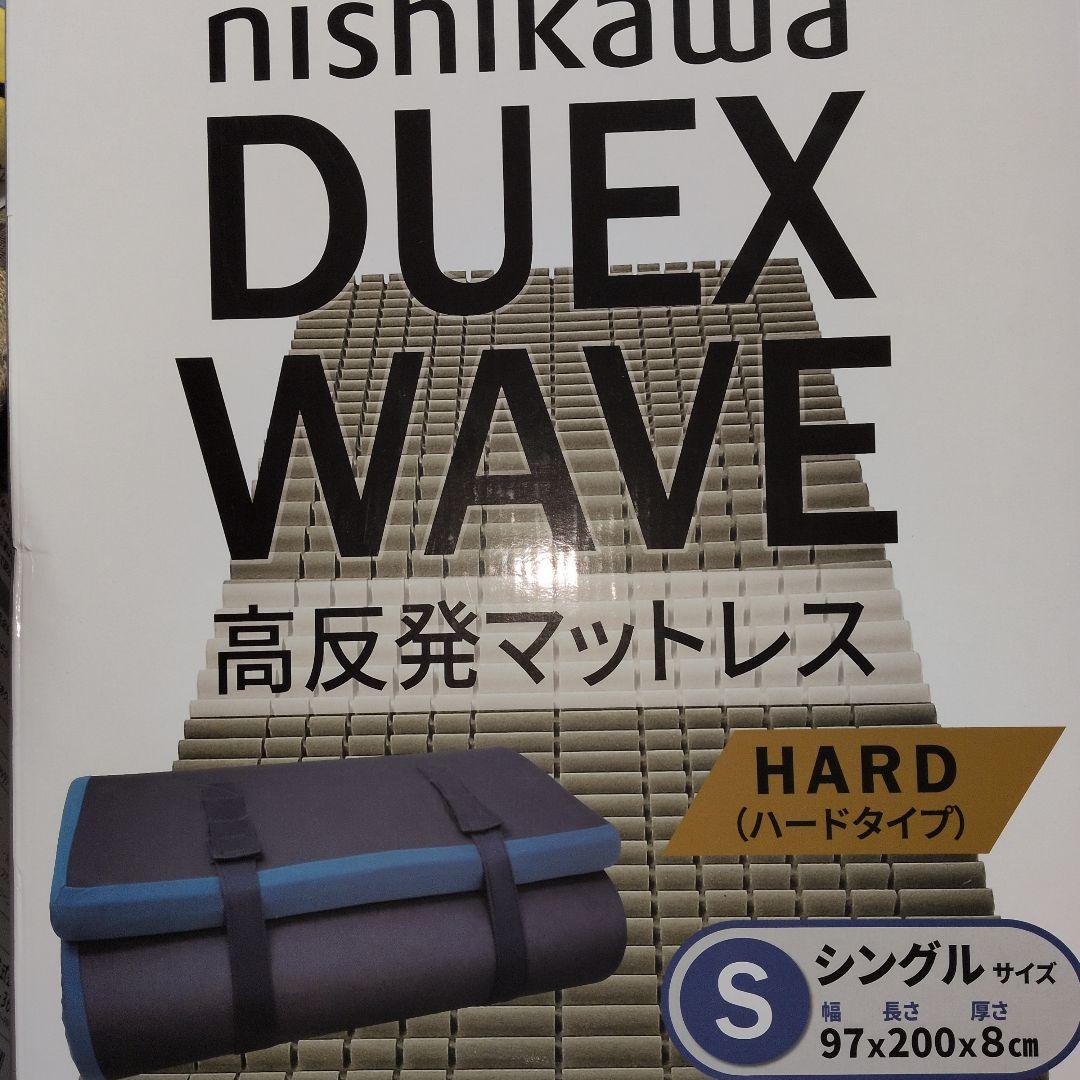 nishikawa
DUEX
WAVE
高反発マットレス
HARD
(ハードタイプ)
S
シングルサイズ
幅 長さ 厚さ
97x200x8cm